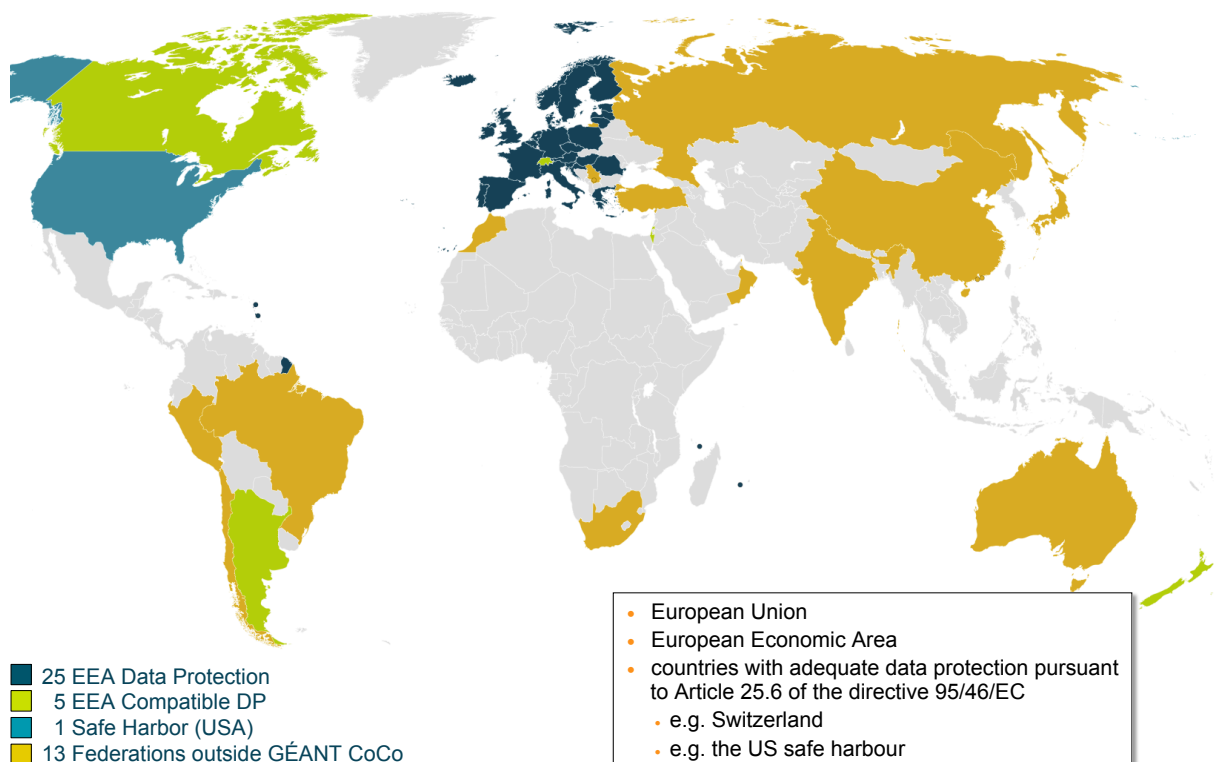 25 EEA Data Protection
5 EEA Compatible DP
1 Safe Harbor (USA)
13 Federations outside GÉANT CoCo
• European Union
• European Economic Area
• countries with adequate data protection pursuant
to Article 25.6 of the directive 95/46/EC
• e.g. Switzerland
• e.g. the US safe harbour